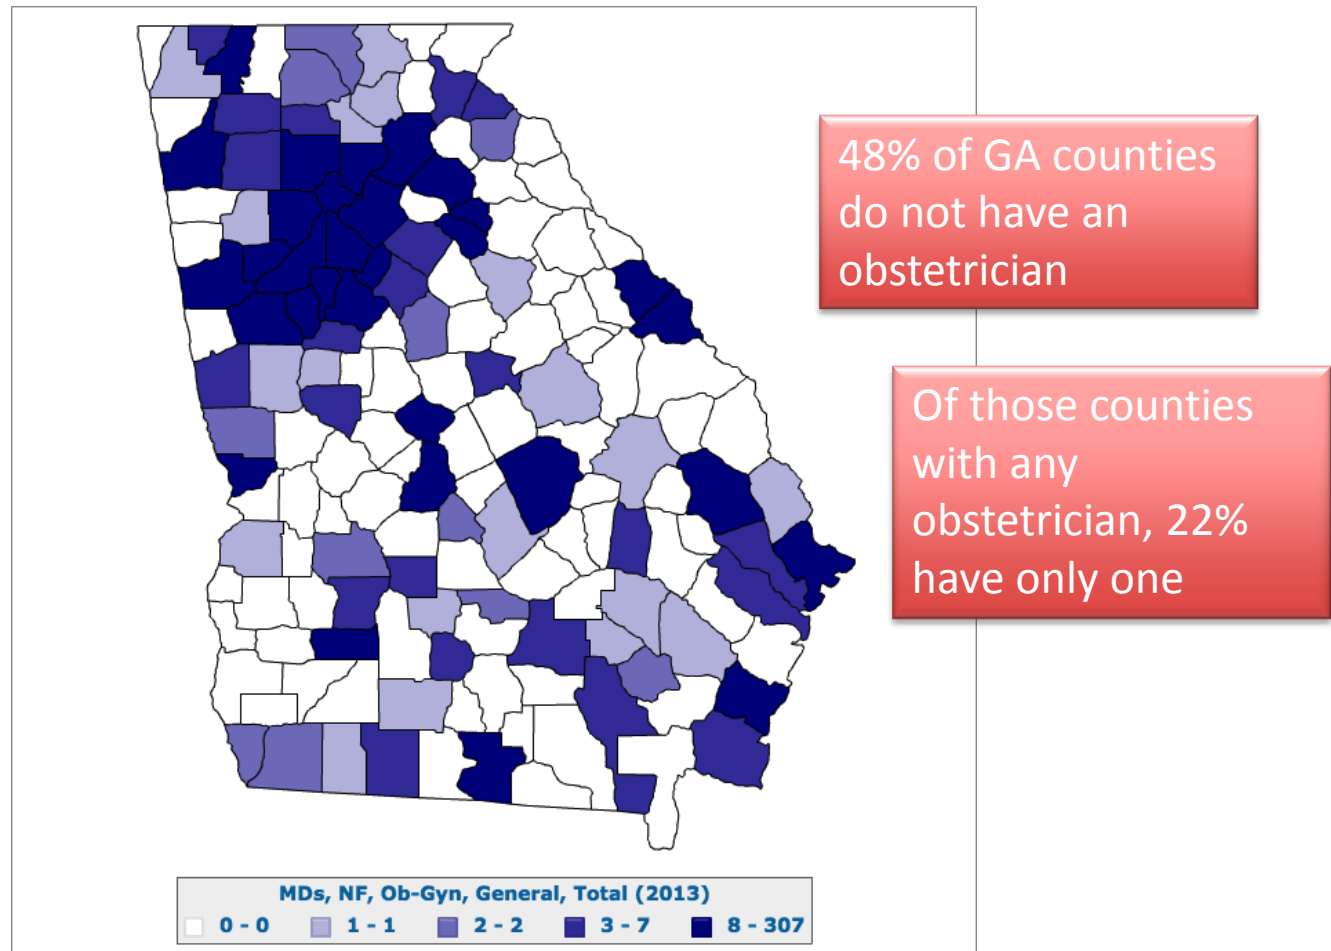 48% of GA counties
do not have an
obstetrician
Of those counties
with any
obstetrician, 22%
have only one
MDs, NF, Ob-Gyn, General, Total (2013)
0 - 0 1 - 1 2 - 2 3 - 7 8 - 307